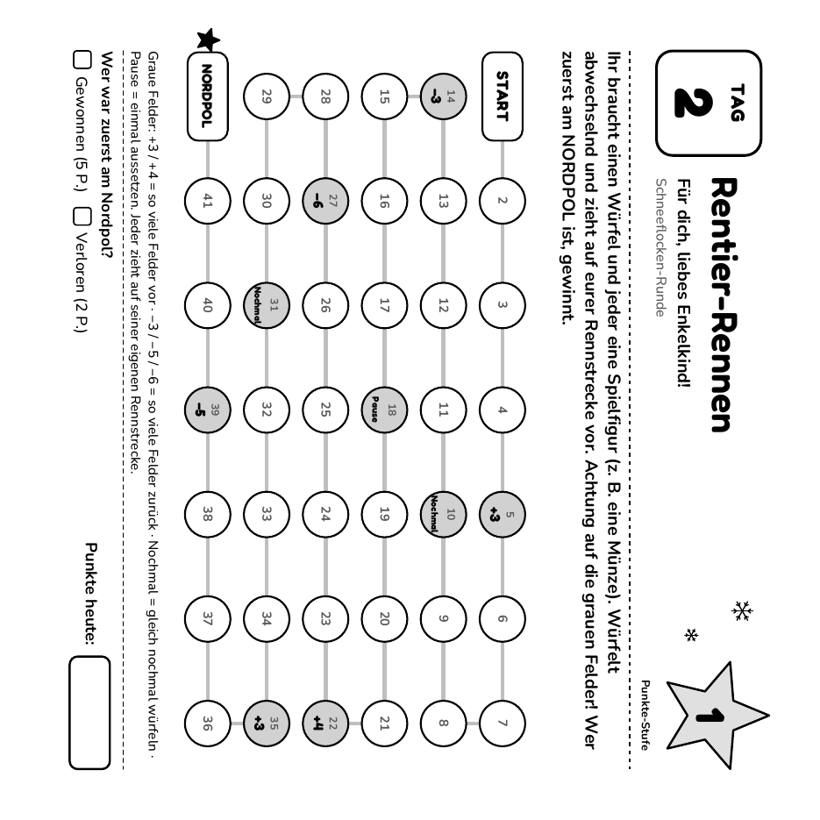 TAG
2
Rentier-Rennen
Für dich, liebes Enkelkind!
Schneeflocken-Runde
1
Punkte-Stufe
Ihr braucht einen Würfel und jeder eine Spielfigur (z. B. eine Münze). Würfelt
abwechselnd und zieht auf eurer Rennstrecke vor. Achtung auf die grauen Felder! Wer
zuerst am NORDPOL ist, gewinnt.
START 2 3 4 5 +3 6 7
14 -3 13 12 11 10 Nochmal 9 8
15 16 17 18 Pause 19 20 21
28 27 −6 26 25 24 23 22 +4
29 30 31 Nochmal 32 33 34 35 +3
NORDPOL 41 40 39 −5 38 37 36
Graue Felder: +3 / +4 = so viele Felder vor · −3 / −5 / −6 = so viele Felder zurück · Nochmal = gleich nochmal würfeln ·
Pause = einmal aussetzen. Jeder zieht auf seiner eigenen Rennstrecke.
Wer war zuerst am Nordpol?
Gewonnen (5 P.) Verloren (2 P.)
Punkte heute: